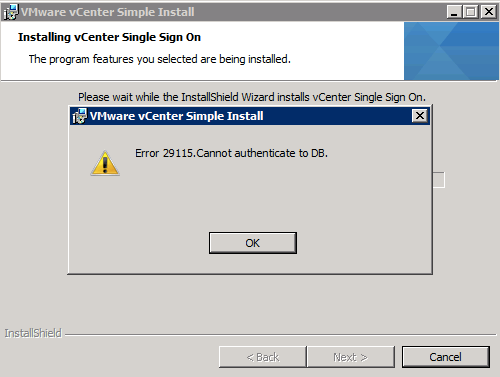 VMware vCenter Simple Install
Installing vCenter Single Sign On
The program features you selected are being installed.
Please wait while the InstallShield Wizard installs vCenter Single Sign On.
VMware vCenter Simple Install
Error 29115.Cannot authenticate to DB.
OK
InstallShield
< Back
Next >
Cancel